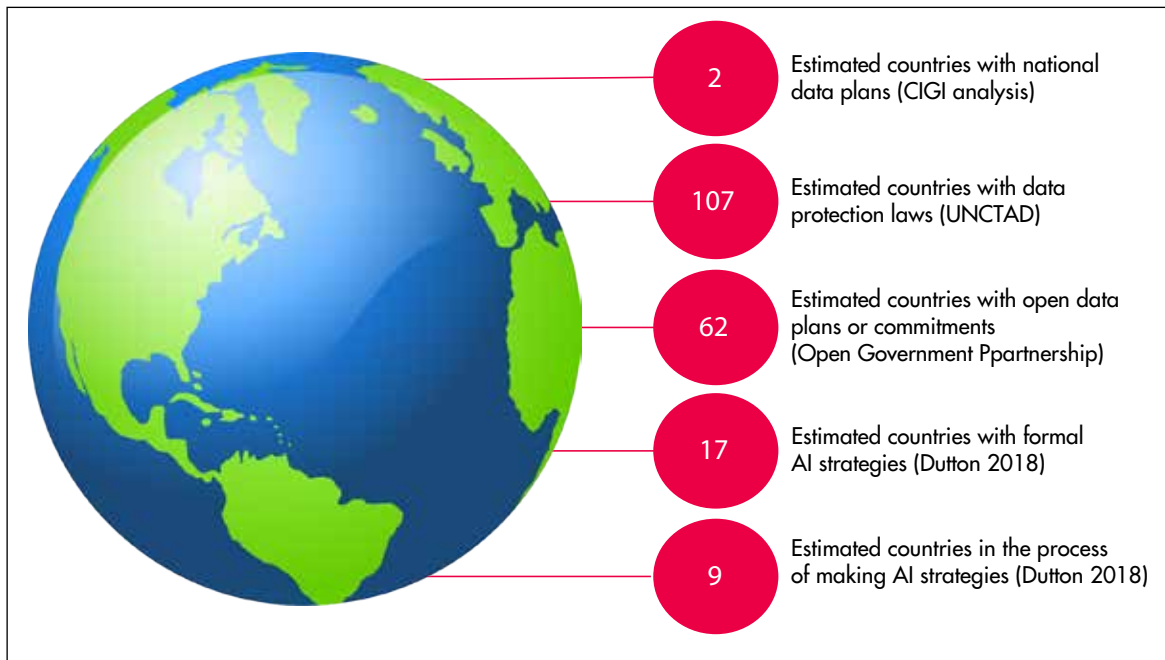 2
Estimated countries with national
data plans (CIGI analysis)
107
Estimated countries with data
protection laws (UNCTAD)
62
Estimated countries with open data
plans or commitments
(Open Government Ppartnership)
17
Estimated countries with formal
AI strategies (Dutton 2018)
9
Estimated countries in the process
of making AI strategies (Dutton 2018)